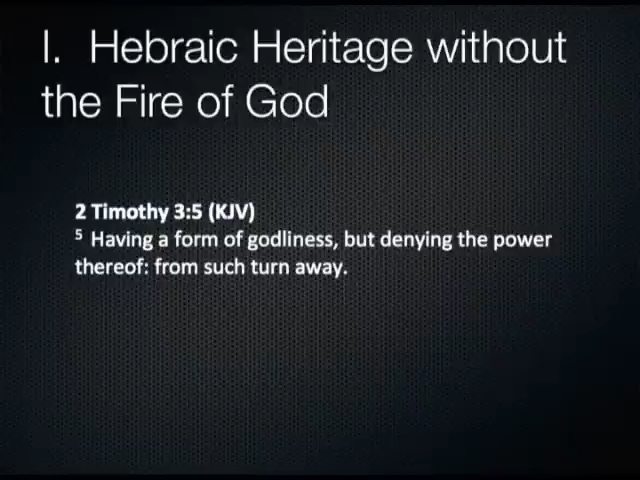 I. Hebraic Heritage without
the Fire of God
2 Timothy 3:5 (KJV)
5 Having a form of godliness, but denying the power
thereof: from such turn away.